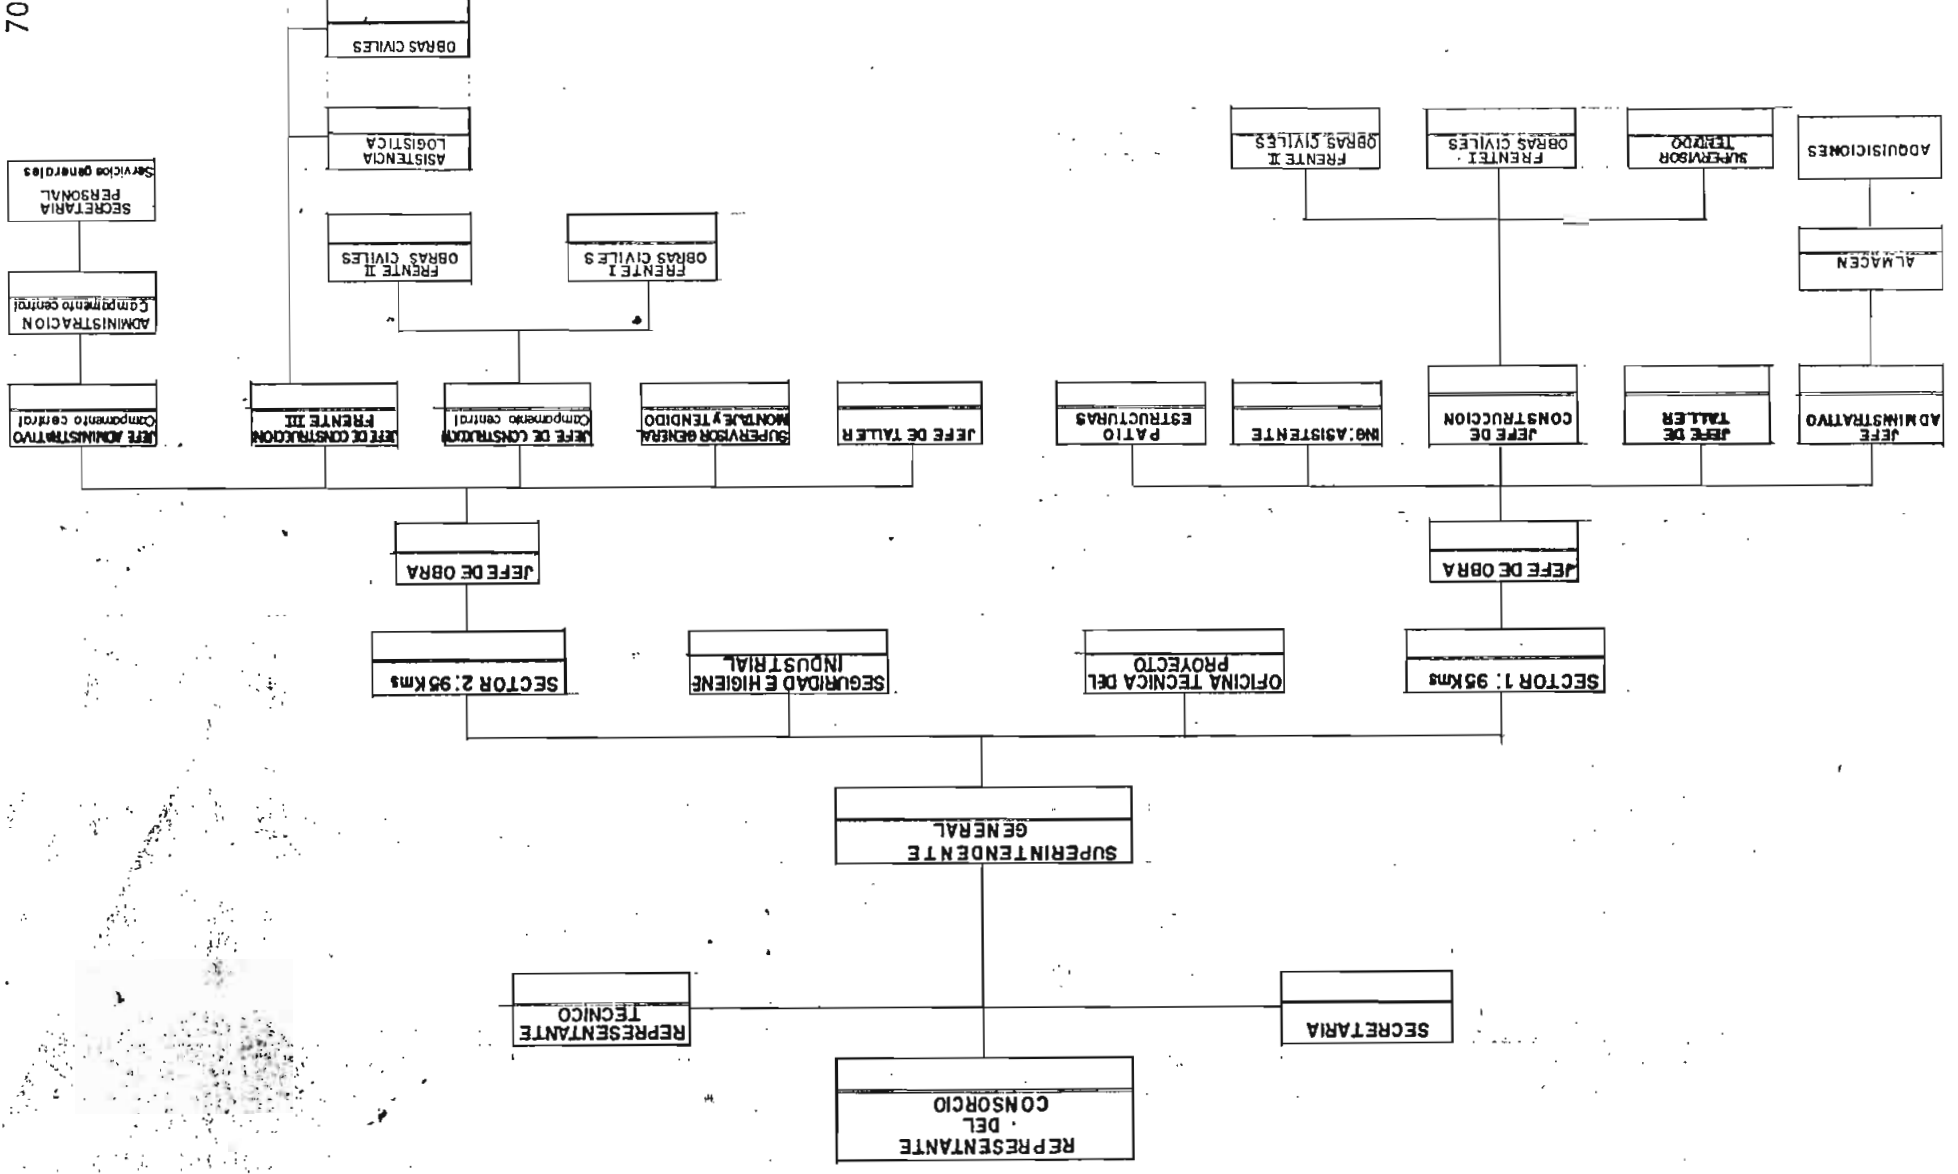 REPRESENTANTE
DEL
CONSORCIO
SECRETARIA
REPRESENTANTE
TECNICO
SUPERINTENDENTE
GENERAL
SECTOR 1: 95 Kms
OFICINA TECNICA DEL
PROYECTO
SEGURIDAD E HIGIENE
INDUSTRIAL
SECTOR 2: 95 Kms
JEFE DE OBRA
JEFE DE OBRA
JEFE
ADMINISTRATIVO
JEFE DE
TALLER
JEFE DE
CONSTRUCCION
ING. ASISTENTE
PATIO
ESTRUCTURAS
JEFE DE TALLER
SUPERVISOR GENERAL
MONTAJE y TENDIDO
JEFE DE CONSTRUCCION
Campamento central
JEFE DE CONSTRUCCION
FRENTE III
JEFE ADMINISTRATIVO
Campamento central
ALMACEN
FRENTE I
OBRAS CIVILES
FRENTE II
OBRAS CIVILES
ADMINISTRACION
Campamento central
ADQUISICIONES
SUPERVISOR
TENDIDO
FRENTE I
OBRAS CIVILES
FRENTE II
OBRAS CIVILES
ASISTENCIA
LOGISTICA
SECRETARIA
PERSONAL
Servicios generales
OBRAS CIVILES
70